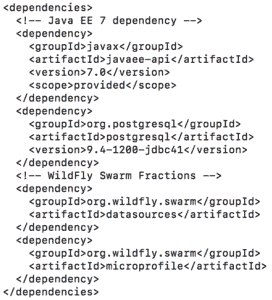 <dependencies>
<!-- Java EE 7 dependency -->
<dependency>
<groupId>javax</groupId>
<artifactId>javaee-api</artifactId>
<version>7.0</version>
<scope>provided</scope>
</dependency>
<dependency>
<groupId>org.postgresql</groupId>
<artifactId>postgresql</artifactId>
<version>9.4-1200-jdbc41</version>
</dependency>
<!-- WildFly Swarm Fractions -->
<dependency>
<groupId>org.wildfly.swarm</groupId>
<artifactId>datasources</artifactId>
</dependency>
<dependency>
<groupId>org.wildfly.swarm</groupId>
<artifactId>microprofile</artifactId>
</dependency>
</dependencies>